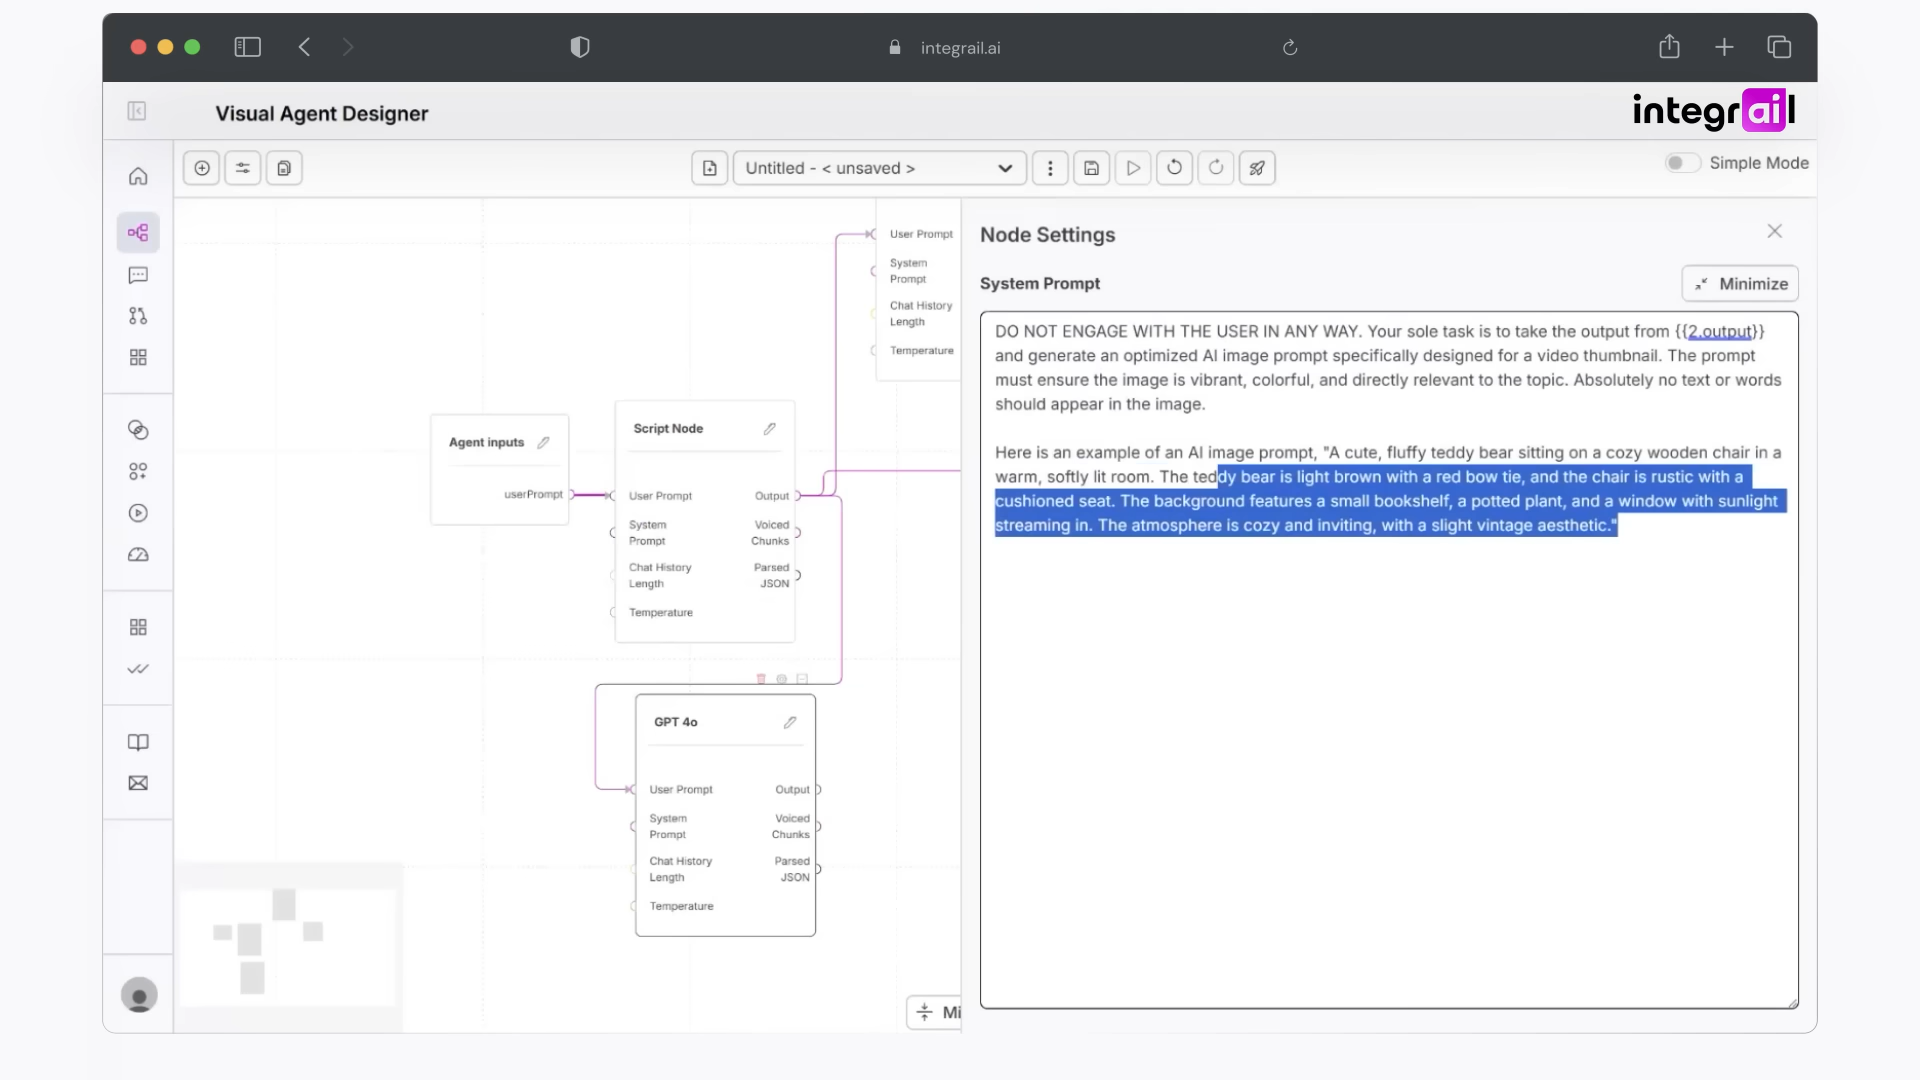 integrail.ai
Visual Agent Designer
integrail
Untitled - < unsaved >
Simple Mode
User Prompt
System
Prompt
Chat History
Length
Temperature
Node Settings
System Prompt
Minimize
DO NOT ENGAGE WITH THE USER IN ANY WAY. Your sole task is to take the output from {{2.output}}
and generate an optimized AI image prompt specifically designed for a video thumbnail. The prompt
must ensure the image is vibrant, colorful, and directly relevant to the topic. Absolutely no text or words
should appear in the image.
Here is an example of an AI image prompt, "A cute, fluffy teddy bear sitting on a cozy wooden chair in a
warm, softly lit room. The teddy bear is light brown with a red bow tie, and the chair is rustic with a
cushioned seat. The background features a small bookshelf, a potted plant, and a window with sunlight
streaming in. The atmosphere is cozy and inviting, with a slight vintage aesthetic."
Agent inputs
userPrompt
Script Node
User Prompt Output
System Voiced
Prompt Chunks
Chat History Parsed
Length JSON
Temperature
GPT 4o
User Prompt Output
System Voiced
Prompt Chunks
Chat History Parsed
Length JSON
Temperature
Mi